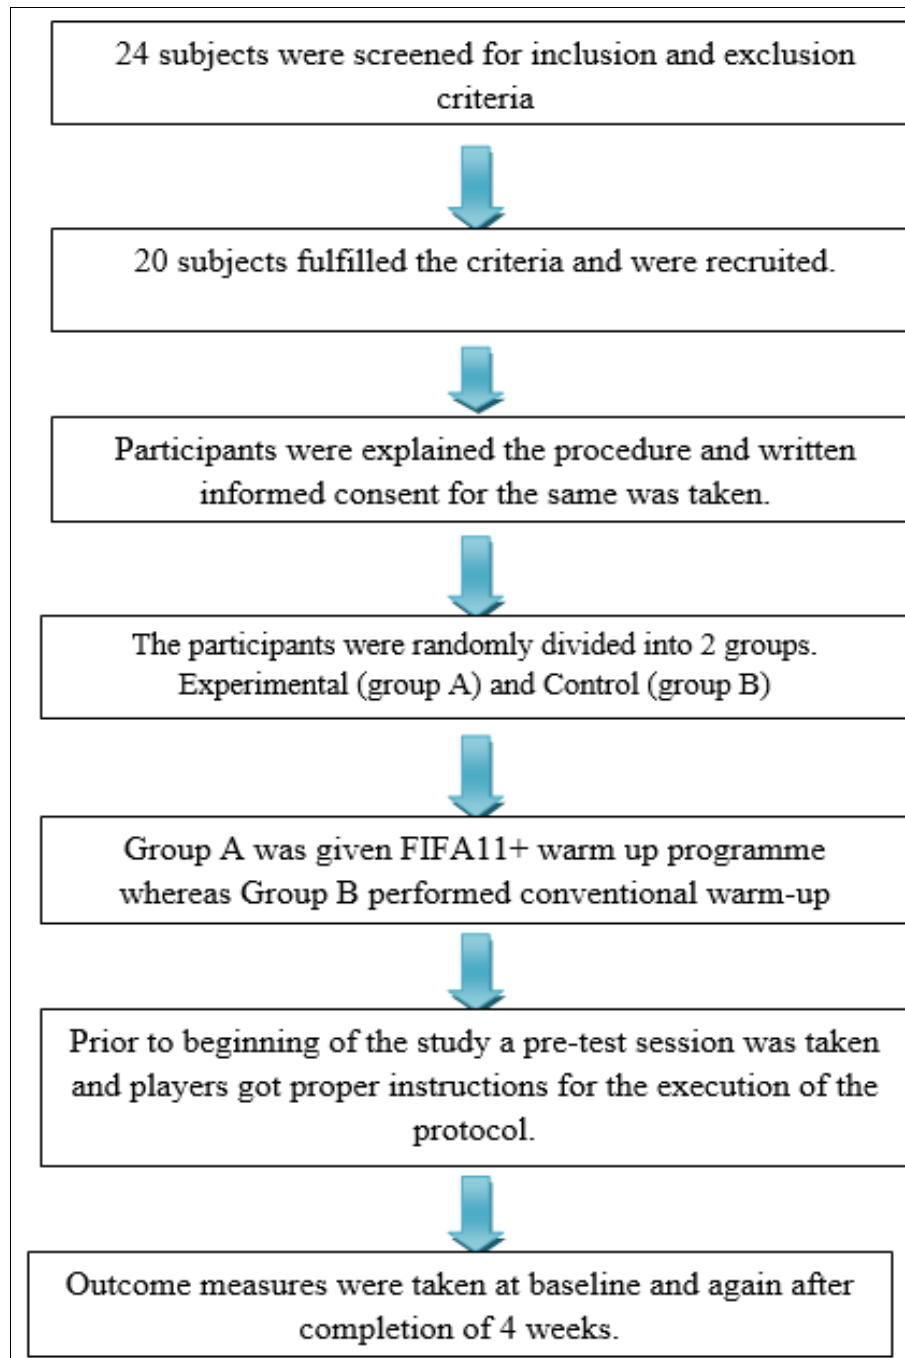 24 subjects were screened for inclusion and exclusion
criteria
20 subjects fulfilled the criteria and were recruited.
Participants were explained the procedure and written
informed consent for the same was taken.
The participants were randomly divided into 2 groups.
Experimental (group A) and Control (group B)
Group A was given FIFA11+ warm up programme
whereas Group B performed conventional warm-up
Prior to beginning of the study a pre-test session was taken
and players got proper instructions for the execution of the
protocol.
Outcome measures were taken at baseline and again after
completion of 4 weeks.